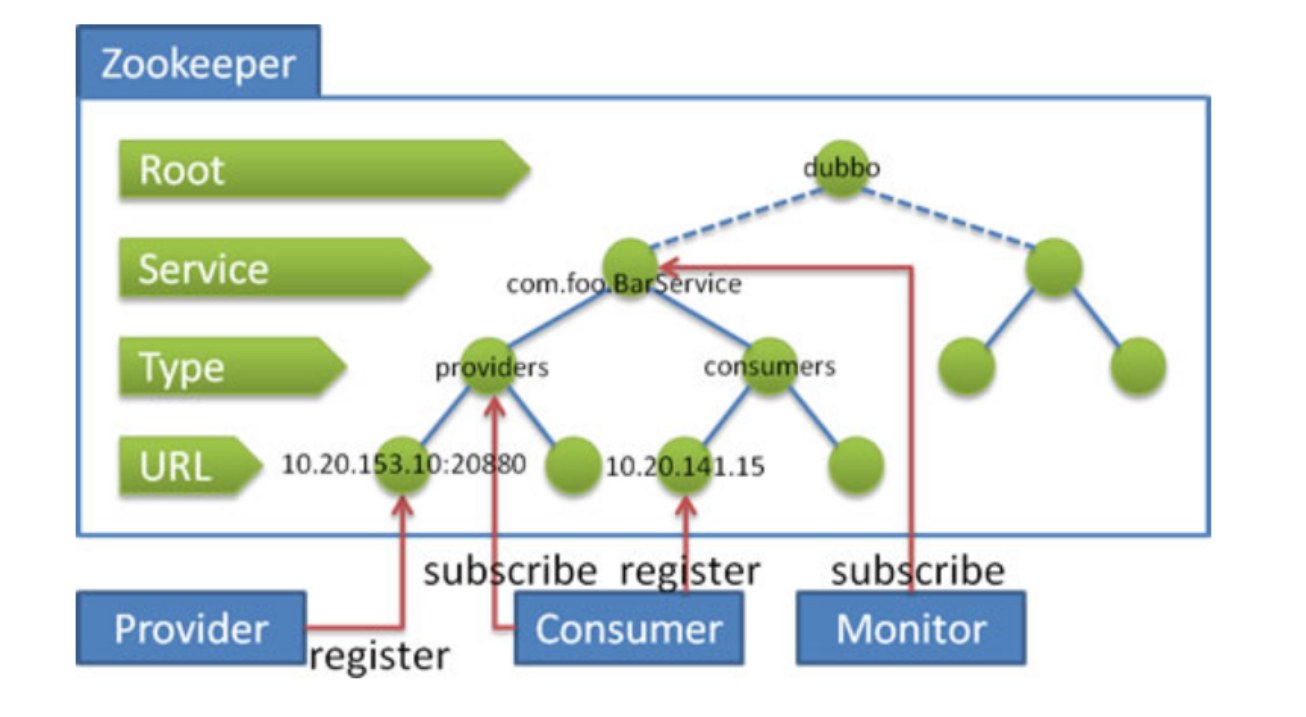 Zookeeper
Root
dubbo
Service
com.foo.BarService
Type
providers
consumers
URL
10.20.153.10:20880
10.20.141.15
subscribe
register
subscribe
Provider
Consumer
Monitor
register